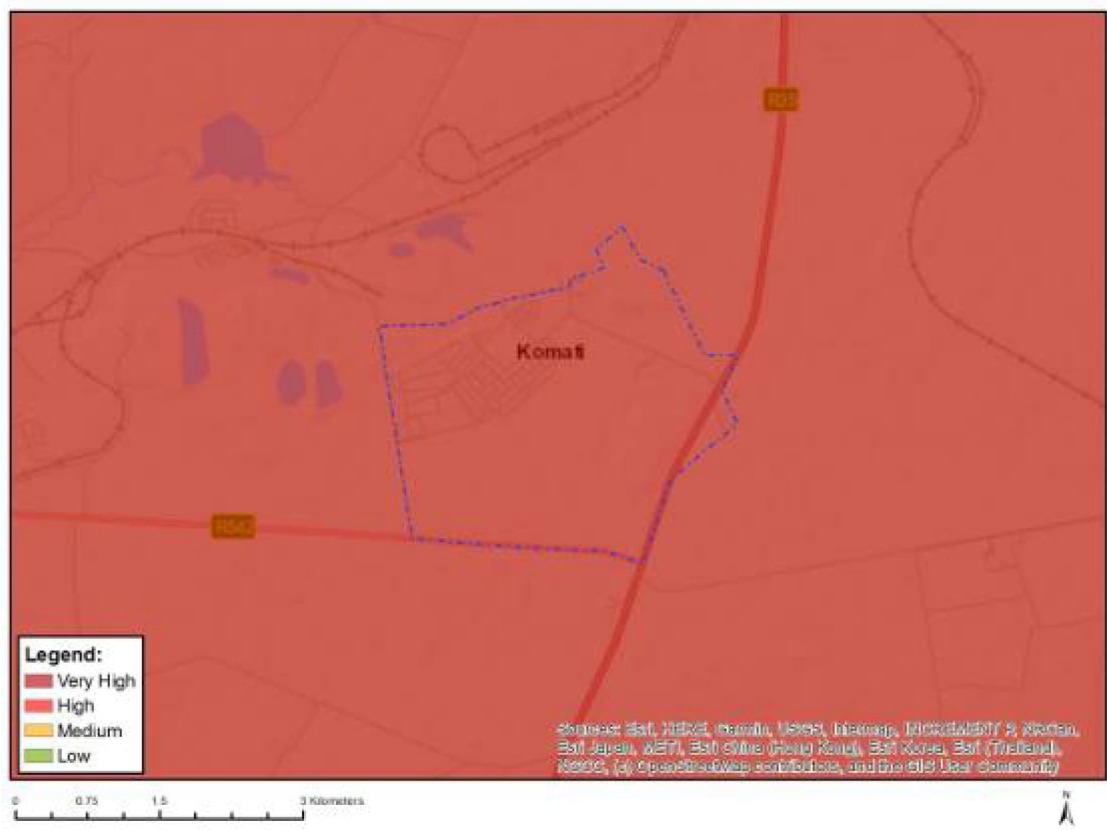 R35
Komati
R542
Legend:
Very High
High
Medium
Low
Sources: Esri, HERE, Garmin, USGS, Intermap, INCREMENT P, NRCan,
Esri Japan, METI, Esri China (Hong Kong), Esri Korea, Esri (Thailand),
NGCC, (c) OpenStreetMap contributors, and the GIS User Community
0 0.75 1.5 3 Kilometers
N